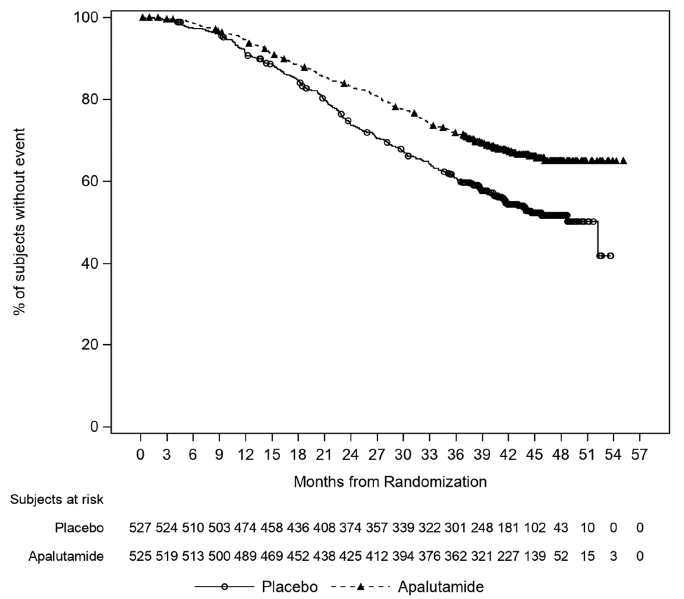 % of subjects without event
100
80
60
40
20
0
0 3 6 9 12 15 18 21 24 27 30 33 36 39 42 45 48 51 54 57
Months from Randomization
Subjects at risk
Placebo 527 524 510 503 474 458 436 408 374 357 339 322 301 248 181 102 43 10 0 0
Apalutamide 525 519 513 500 489 469 452 438 425 412 394 376 362 321 227 139 52 15 3 0
Placebo Apalutamide